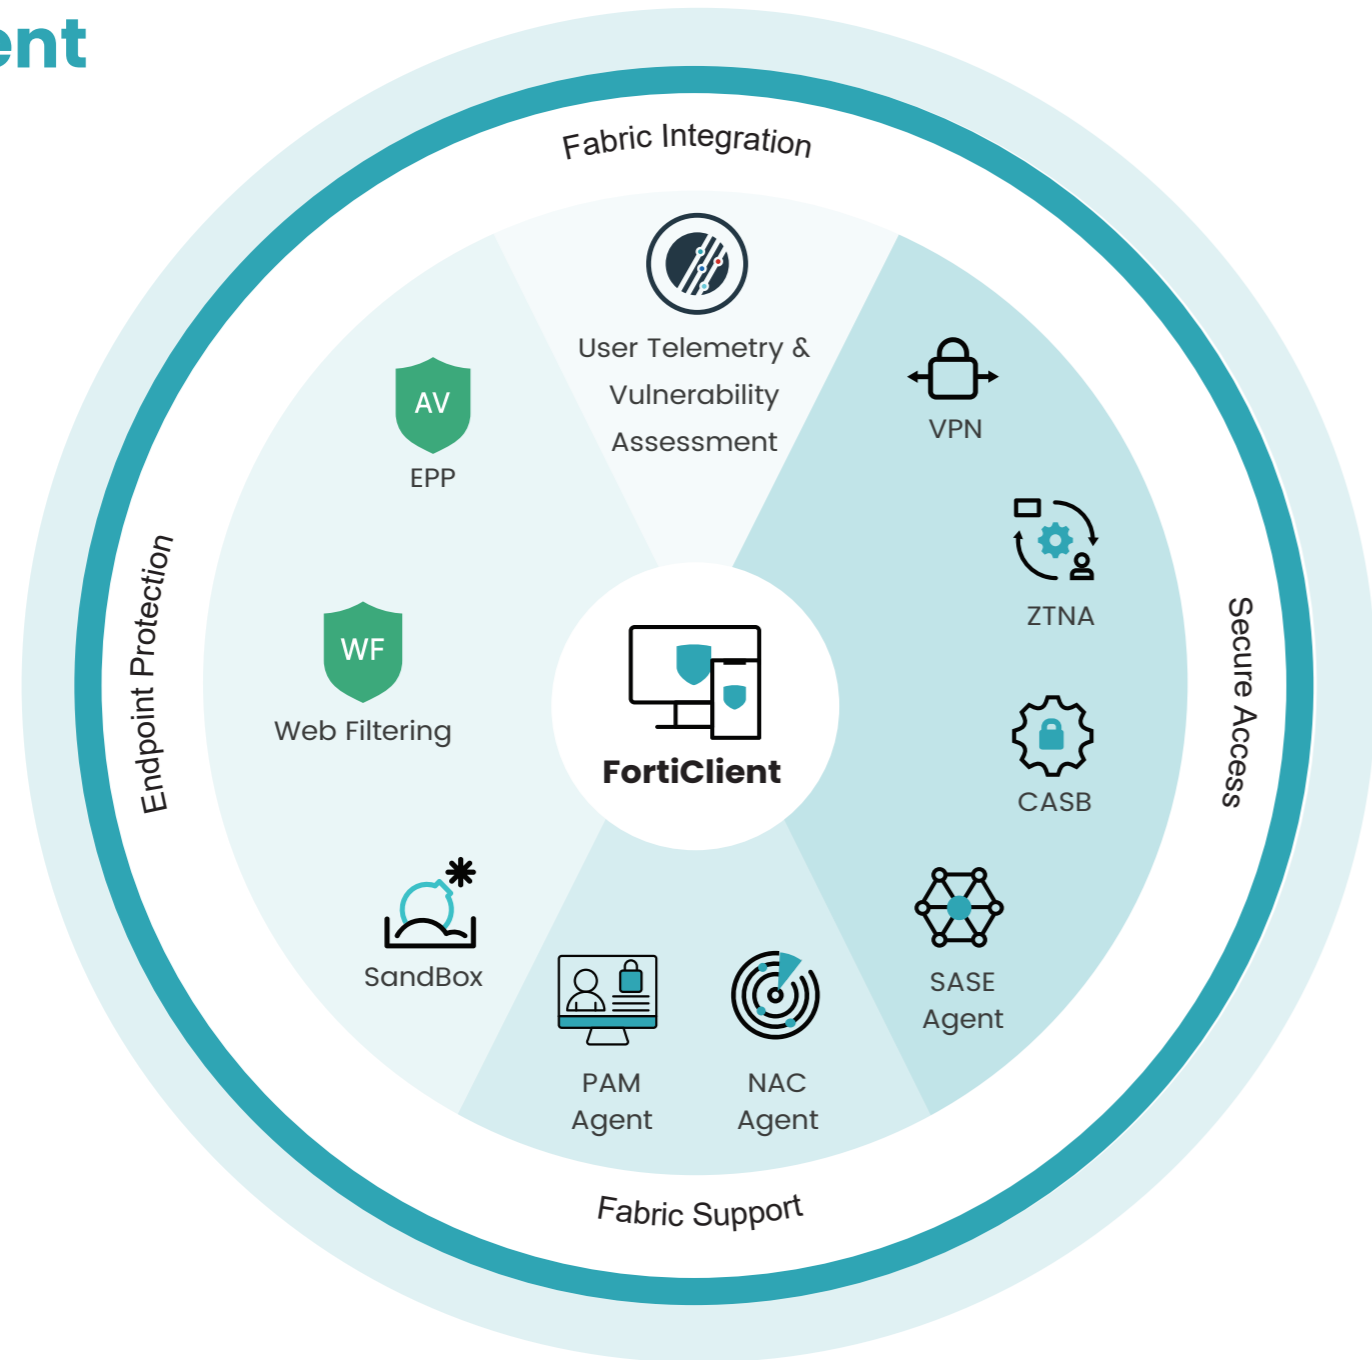 Fabric Integration
User Telemetry &
Vulnerability
Assessment
AV
EPP
VPN
ZTNA
Endpoint Protection
WF
Web Filtering
FortiClient
Secure Access
CASB
SandBox
SASE
Agent
PAM
Agent
NAC
Agent
Fabric Support